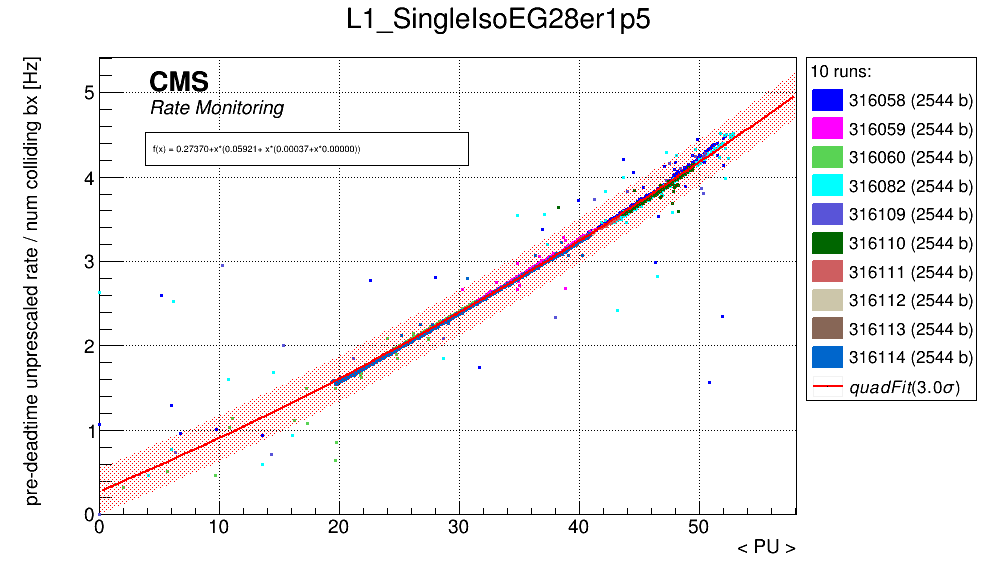 L1_SingleIsoEG28er1p5
pre-deadtime unprescaled rate / num colliding bx [Hz]
CMS
Rate Monitoring
f(x) = 0.27370+x*(0.05921+ x*(0.00037+x*0.00000))
5
4
3
2
1
0
0 10 20 30 40 50
< PU >
10 runs:
316058 (2544 b)
316059 (2544 b)
316060 (2544 b)
316082 (2544 b)
316109 (2544 b)
316110 (2544 b)
316111 (2544 b)
316112 (2544 b)
316113 (2544 b)
316114 (2544 b)
quadFit(3.0σ)